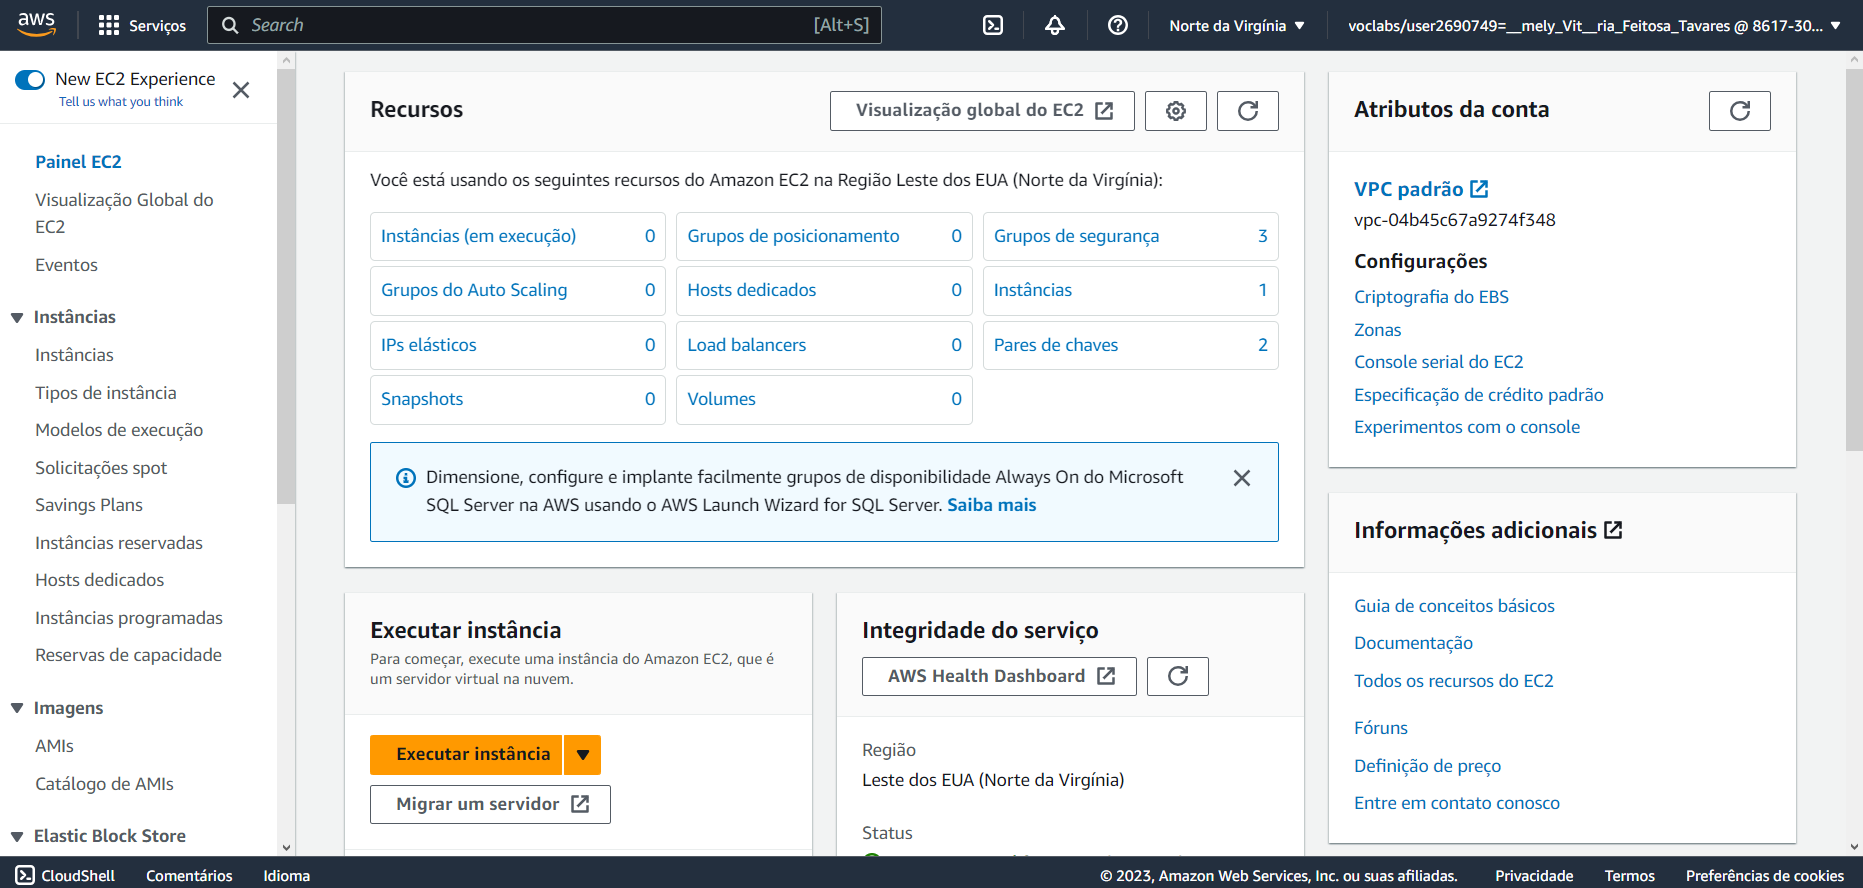 aws
Serviços
Search
[Alt+S]
Norte da Virgínia
voclabs/user2690749=__mely_Vit__ria_Feitosa_Tavares @ 8617-30...
New EC2 Experience
Tell us what you think
Painel EC2
Visualização Global do
EC2
Eventos
Instâncias
Instâncias
Tipos de instância
Modelos de execução
Solicitações spot
Savings Plans
Instâncias reservadas
Hosts dedicados
Instâncias programadas
Reservas de capacidade
Imagens
AMIs
Catálogo de AMIs
Elastic Block Store
Recursos
Visualização global do EC2
Você está usando os seguintes recursos do Amazon EC2 na Região Leste dos EUA (Norte da Virgínia):
Instâncias (em execução) 0
Grupos de posicionamento 0
Grupos de segurança 3
Grupos do Auto Scaling 0
Hosts dedicados 0
Instâncias 1
IPs elásticos 0
Load balancers 0
Pares de chaves 2
Snapshots 0
Volumes 0
Dimensione, configure e implante facilmente grupos de disponibilidade Always On do Microsoft
SQL Server na AWS usando o AWS Launch Wizard for SQL Server. Saiba mais
Executar instância
Para começar, execute uma instância do Amazon EC2, que é
um servidor virtual na nuvem.
Executar instância
Migrar um servidor
Integridade do serviço
AWS Health Dashboard
Região
Leste dos EUA (Norte da Virgínia)
Status
Atributos da conta
VPC padrão
vpc-04b45c67a9274f348
Configurações
Criptografia do EBS
Zonas
Console serial do EC2
Especificação de crédito padrão
Experimentos com o console
Informações adicionais
Guia de conceitos básicos
Documentação
Todos os recursos do EC2
Fóruns
Definição de preço
Entre em contato conosco
CloudShell
Comentários
Idioma
© 2023, Amazon Web Services, Inc. ou suas afiliadas.
Privacidade
Termos
Preferências de cookies